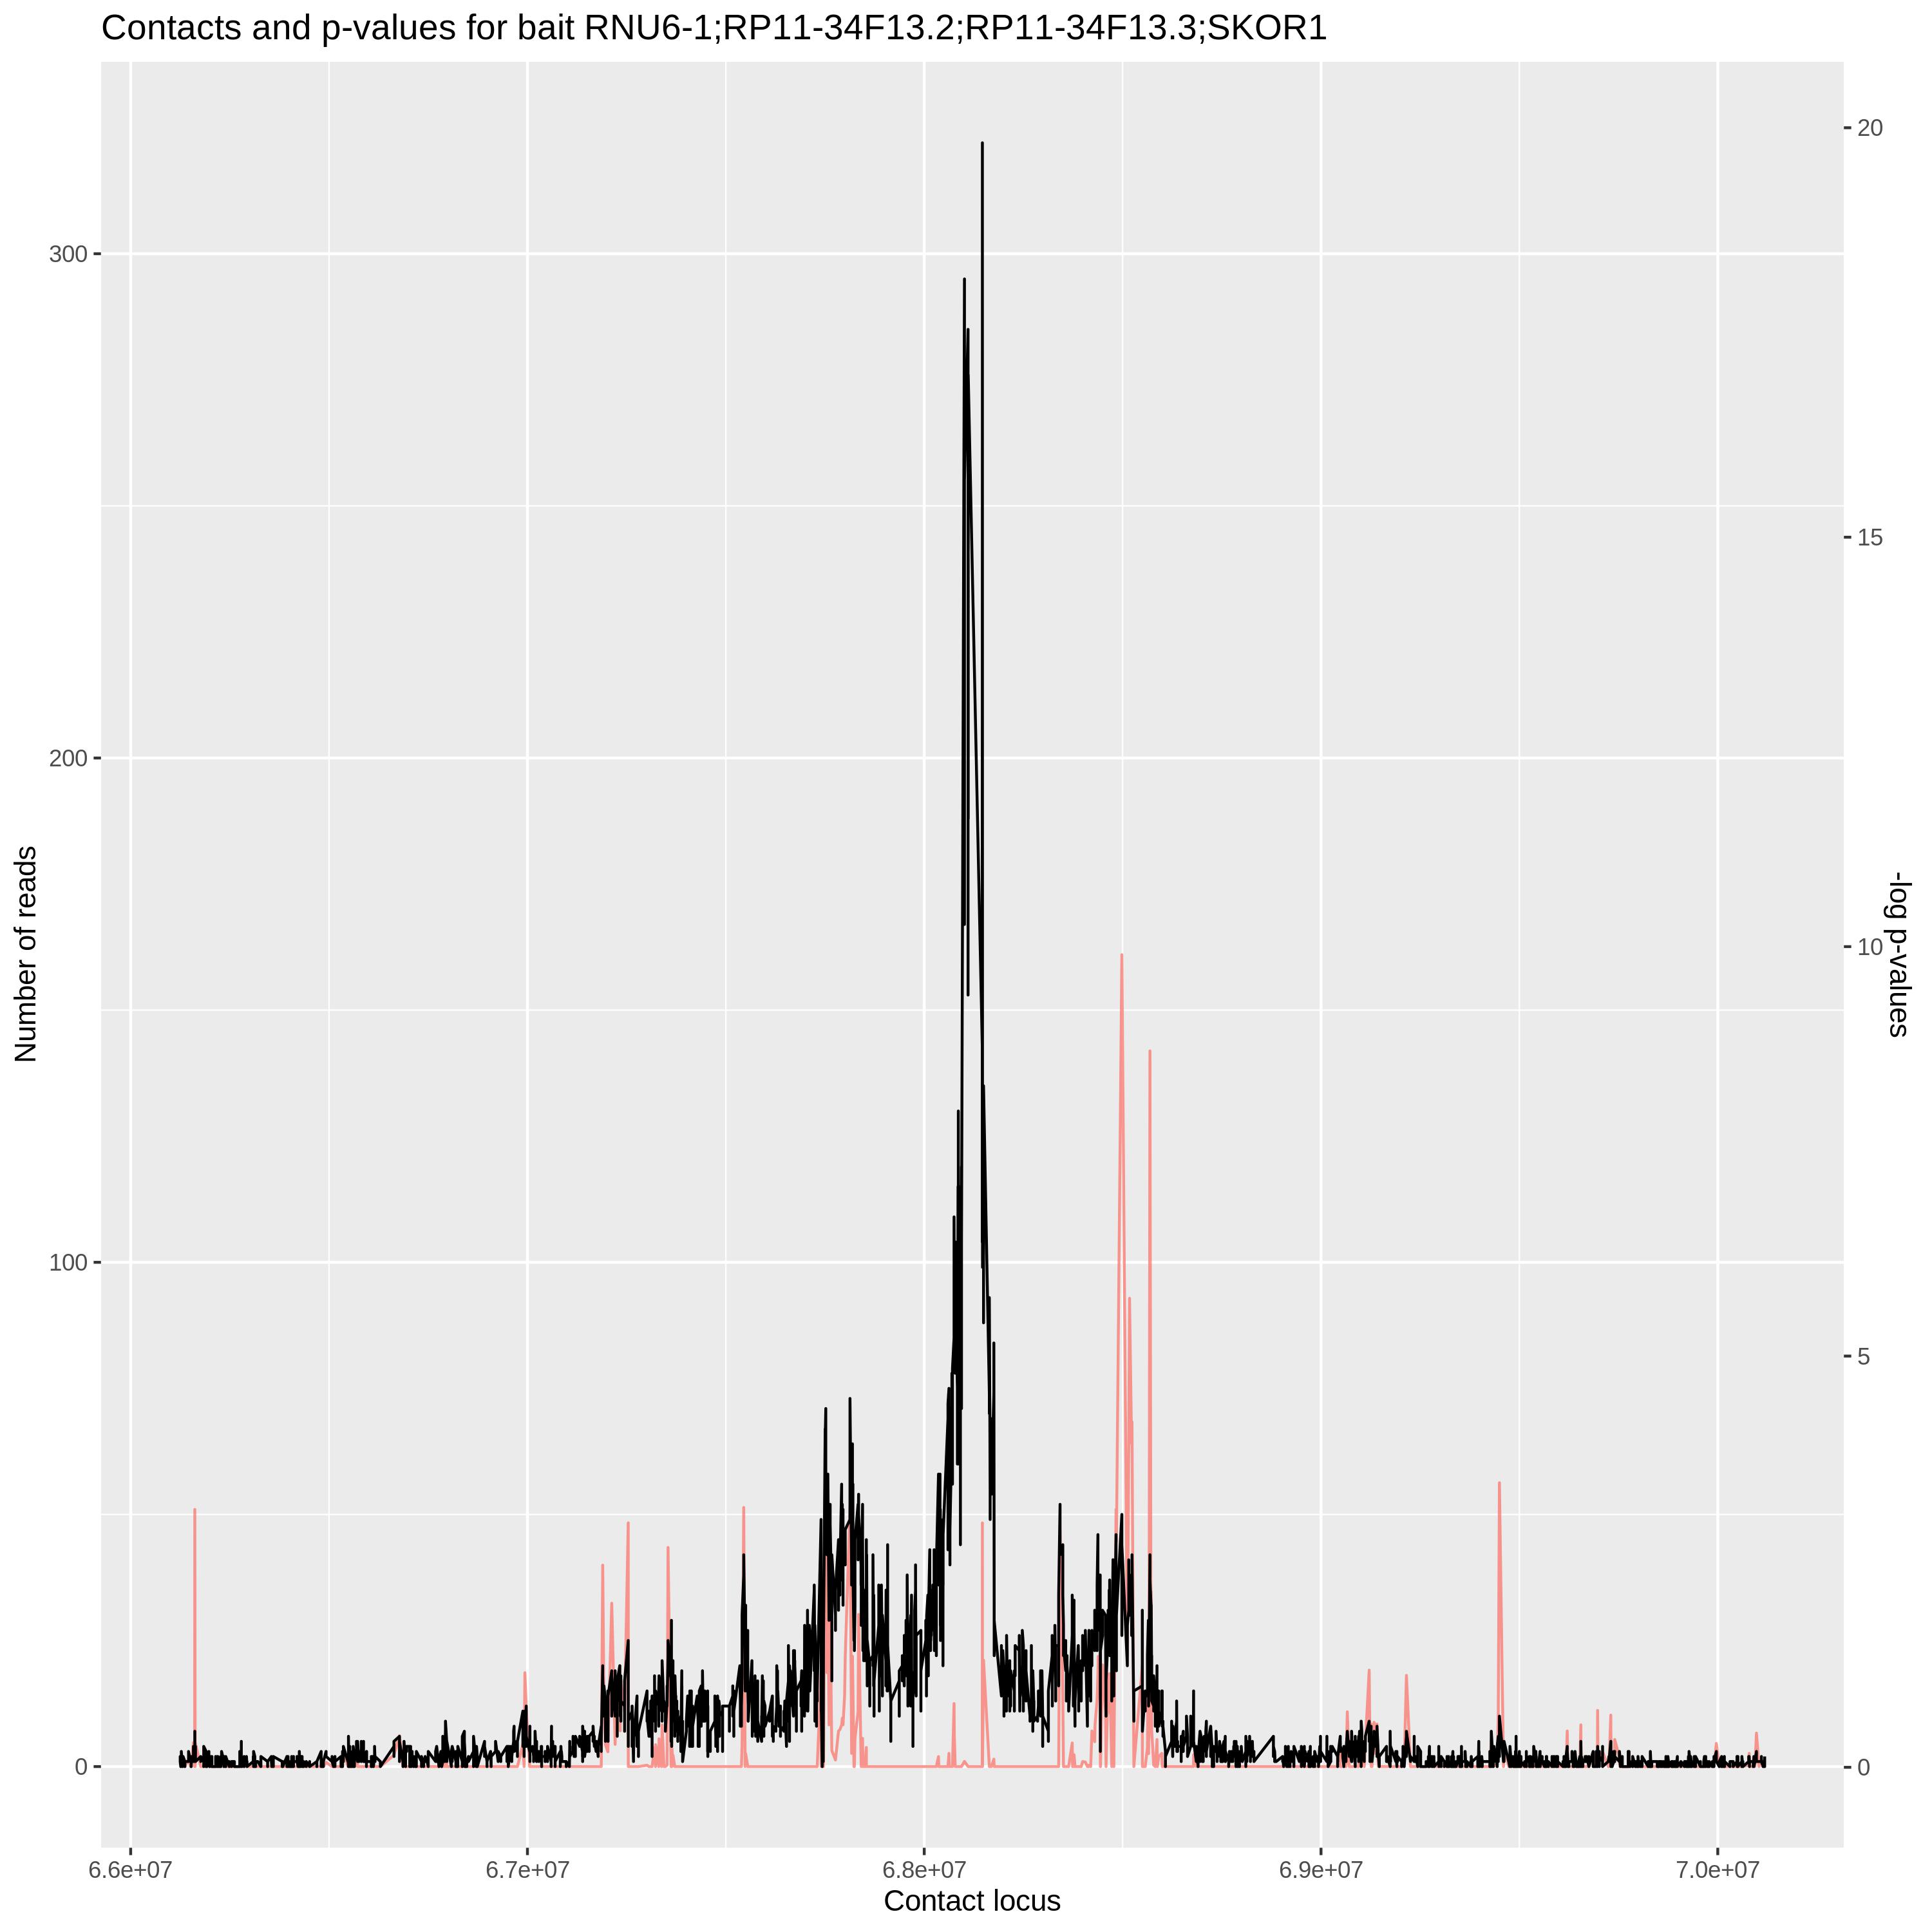 Contacts and p-values for bait RNU6-1;RP11-34F13.2;RP11-34F13.3;SKOR1
Number of reads
300
200
100
0
20
15
10
5
0
-log p-values
6.6e+07
6.7e+07
6.8e+07
6.9e+07
7.0e+07
Contact locus